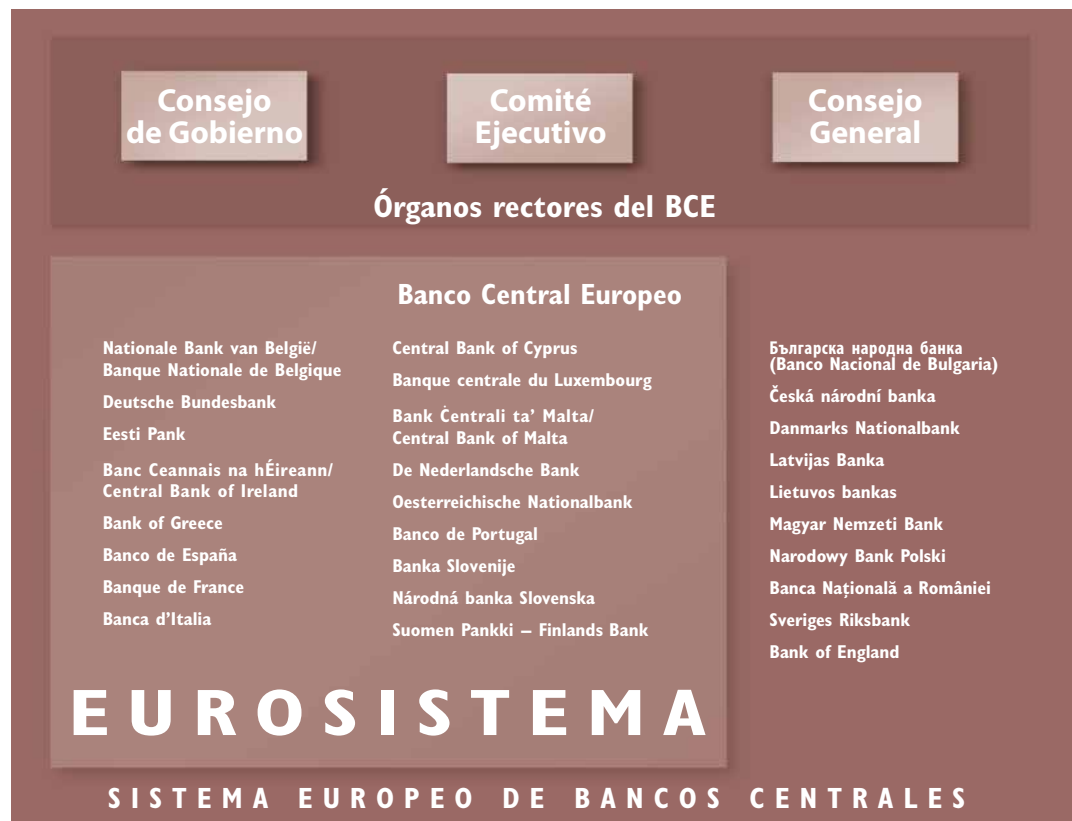 Consejo
de Gobierno
Comité
Ejecutivo
Consejo
General
Órganos rectores del BCE
Banco Central Europeo
Nationale Bank van België/
Banque Nationale de Belgique
Deutsche Bundesbank
Eesti Pank
Banc Ceannais na hÉireann/
Central Bank of Ireland
Bank of Greece
Banco de España
Banque de France
Banca d’Italia
Central Bank of Cyprus
Banque centrale du Luxembourg
Bank Ċentrali ta’ Malta/
Central Bank of Malta
De Nederlandsche Bank
Oesterreichische Nationalbank
Banco de Portugal
Banka Slovenije
Národná banka Slovenska
Suomen Pankki – Finlands Bank
Българска народна банка
(Banco Nacional de Bulgaria)
Česká národní banka
Danmarks Nationalbank
Latvijas Banka
Lietuvos bankas
Magyar Nemzeti Bank
Narodowy Bank Polski
Banca Națională a României
Sveriges Riksbank
Bank of England
EUROSISTEMA
SISTEMA EUROPEO DE BANCOS CENTRALES